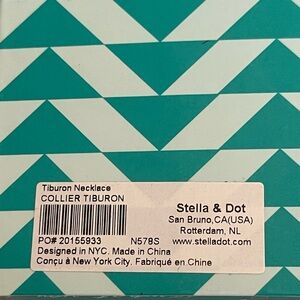 Tiburon Necklace
COLLIER TIBURON
Stella & Dot
San Bruno,CA(USA)
Rotterdam, NL
PO# 20155933 N578S www.stelladot.com
Designed in NYC. Made in China
Conçu à New York City. Fabriqué en Chine